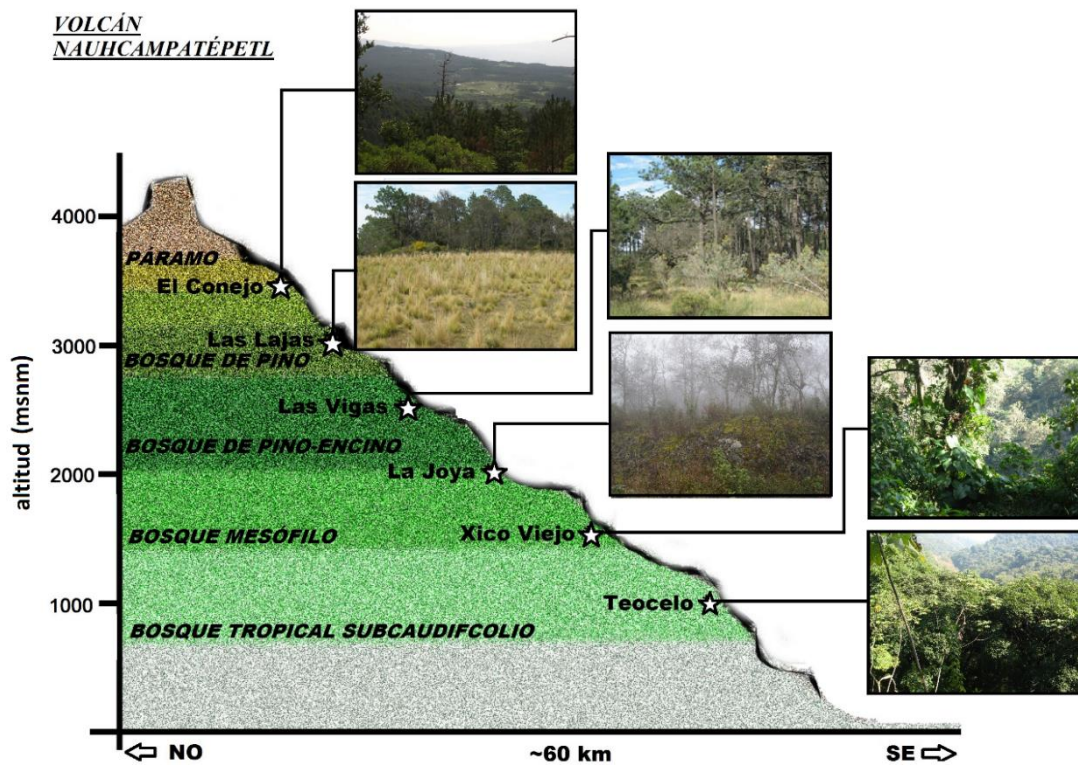 VOLCÁN
NAUHCAMPATÉPETL
4000
PÁRAMO
El Conejo
3000
Las Lajas
BOSQUE DE PINO
Las Vigas
BOSQUE DE PINO-ENCINO
2000
La Joya
BOSQUE MESÓFILO
Xico Viejo
1000
Teocelo
BOSQUE TROPICAL SUBCAUDIFCOLIO
altitud (msnm)
NO
~60 km
SE